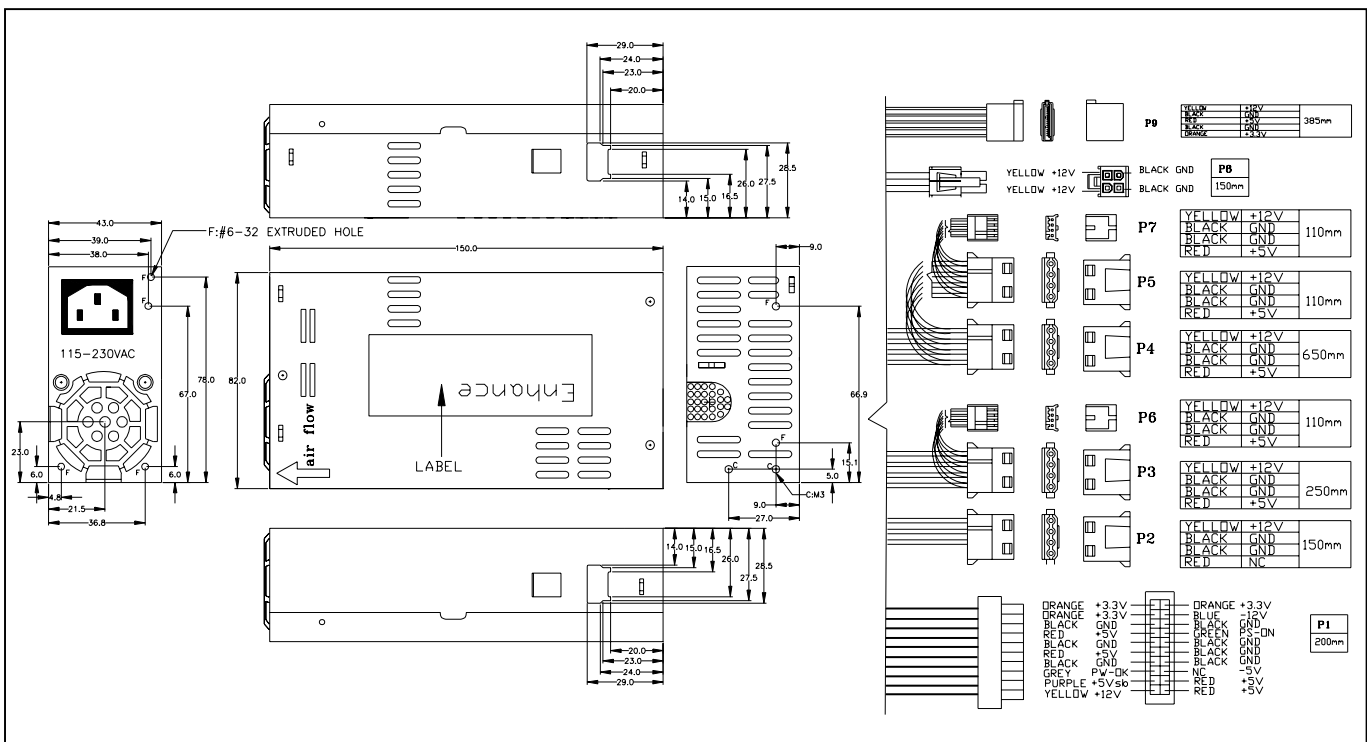 29.0
24.0
23.0
20.0
28.5
27.5
26.0
16.5
15.0
14.0
43.0
39.0
38.0
F:#6-32 EXTRUDED HOLE
F
F
115-230VAC
78.0
67.0
23.0
6.0
F
F
6.0
4.8
21.5
36.8
150.0
82.0
air flow
Enhance
LABEL
9.0
F
66.9
F
15.1
5.0
C
C
C:M3
9.0
27.0
14.0
15.0
16.5
26.0
27.5
28.5
20.0
23.0
24.0
29.0
P9
YELLOW +12V
BLACK GND
RED +5V
BLACK GND
ORANGE +3.3V
385mm
YELLOW +12V BLACK GND
YELLOW +12V BLACK GND
P8
150mm
P7
YELLOW +12V
BLACK GND
BLACK GND
RED +5V
110mm
P5
YELLOW +12V
BLACK GND
BLACK GND
RED +5V
110mm
P4
YELLOW +12V
BLACK GND
BLACK GND
RED +5V
650mm
P6
YELLOW +12V
BLACK GND
BLACK GND
RED +5V
110mm
P3
YELLOW +12V
BLACK GND
BLACK GND
RED +5V
250mm
P2
YELLOW +12V
BLACK GND
BLACK GND
RED NC
150mm
ORANGE +3.3V ORANGE +3.3V
ORANGE +3.3V BLUE -12V
BLACK GND BLACK GND
RED +5V GREEN PS-ON
BLACK GND BLACK GND
RED +5V BLACK GND
BLACK GND BLACK GND
GREY PW-OK NC -5V
PURPLE +5Vsb RED +5V
YELLOW +12V RED +5V
P1
200mm